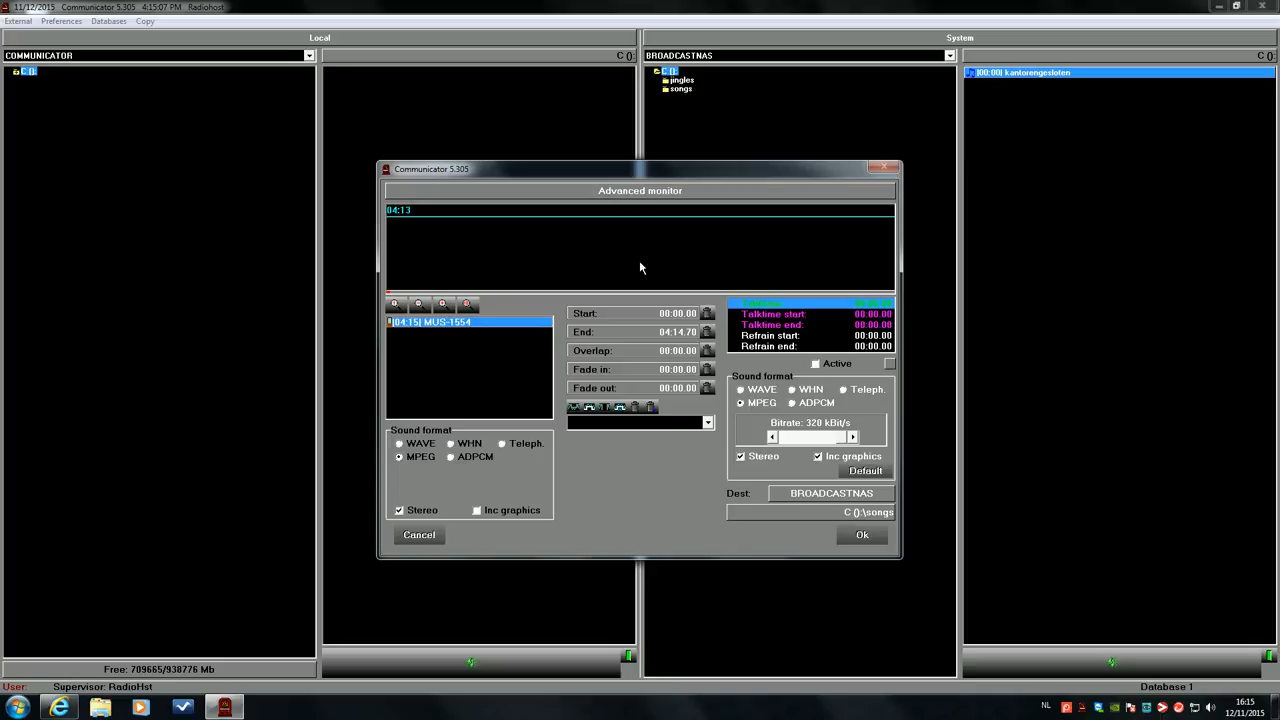 11/12/2015 Communicator 5.305 4:15:07 PM Radiohost
External Preferences Databases Copy
Local
System
COMMUNICATOR
C ():
BROADCASTNAS
C ():
C ():
C ():
jingles
songs
[00:00] kantorengesloten
Communicator 5.305
Advanced monitor
04:13
[04:15] MUS-1554
Start: 00:00.00
End: 04:14.70
Overlap: 00:00.00
Fade in: 00:00.00
Fade out: 00:00.00
Talktime start: 00:00.00
Talktime end: 00:00.00
Refrain start: 00:00.00
Refrain end: 00:00.00
Active
Sound format
WAVE WHN Teleph.
MPEG ADPCM
Bitrate: 320 kBit/s
Stereo Inc graphics
Default
Sound format
WAVE WHN Teleph.
MPEG ADPCM
Stereo Inc graphics
Dest: BROADCASTNAS
C ():\songs
Cancel
Ok
Free: 709665/938776 Mb
User: Supervisor: RadioHst
Database 1
NL
16:15
12/11/2015